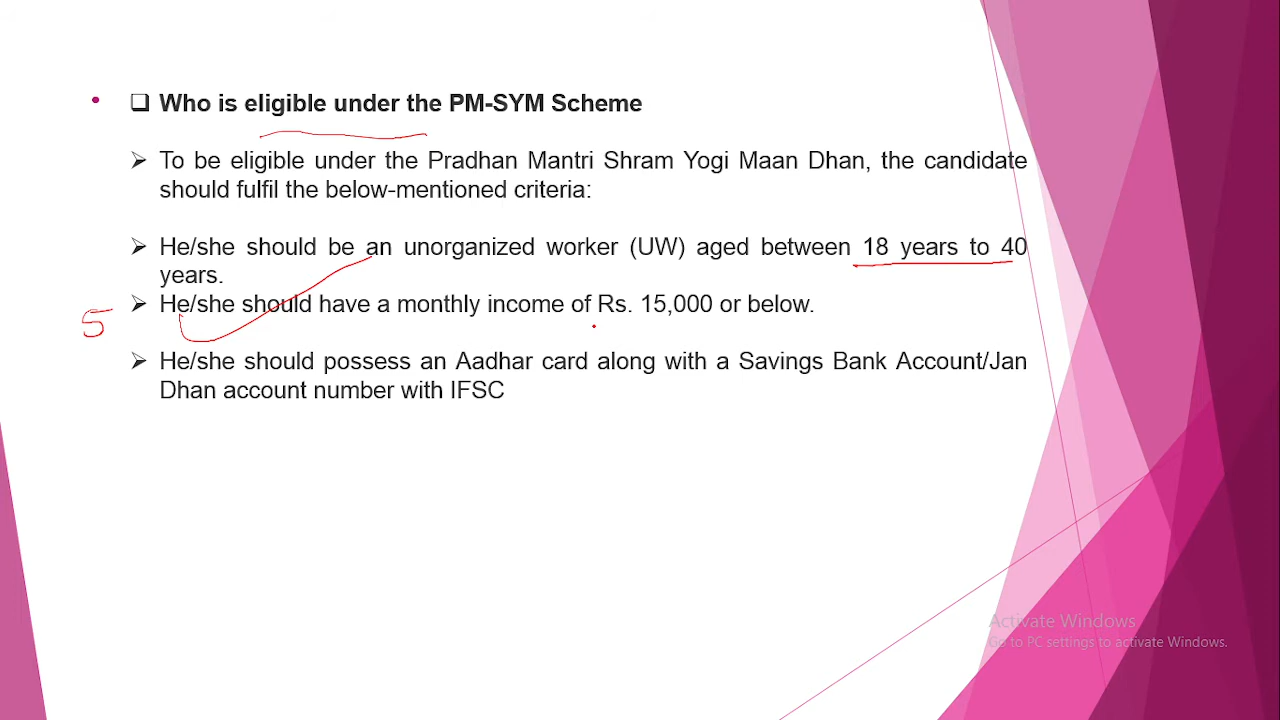 Who is eligible under the PM-SYM Scheme
To be eligible under the Pradhan Mantri Shram Yogi Maan Dhan, the candidate
should fulfil the below-mentioned criteria:
He/she should be an unorganized worker (UW) aged between 18 years to 40
years.
He/she should have a monthly income of Rs. 15,000 or below.
5
He/she should possess an Aadhar card along with a Savings Bank Account/Jan
Dhan account number with IFSC
Activate Windows
Go to PC settings to activate Windows.